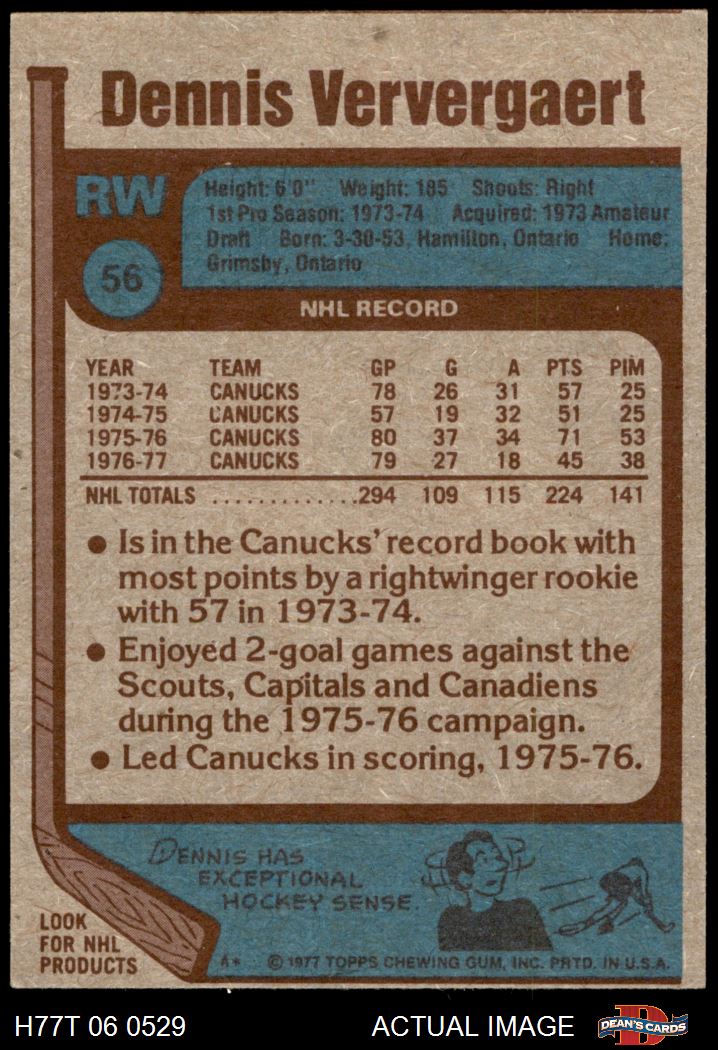 Dennis Ververgaert
RW
Height: 6'0" Weight: 185 Shoots: Right
1st Pro Season: 1973-74 Acquired: 1973 Amateur
Draft Born: 3-30-53, Hamilton, Ontario Home:
Grimsby, Ontario
56
NHL RECORD
YEAR TEAM GP G A PTS PIM
1973-74 CANUCKS 78 26 31 57 25
1974-75 CANUCKS 57 19 32 51 25
1975-76 CANUCKS 80 37 34 71 53
1976-77 CANUCKS 79 27 18 45 38
NHL TOTALS ..............294 109 115 224 141
● Is in the Canucks' record book with
most points by a rightwinger rookie
with 57 in 1973-74.
● Enjoyed 2-goal games against the
Scouts, Capitals and Canadiens
during the 1975-76 campaign.
● Led Canucks in scoring, 1975-76.
DENNIS HAS
EXCEPTIONAL
HOCKEY SENSE.
LOOK
FOR NHL
PRODUCTS
A* © 1977 TOPPS CHEWING GUM, INC. PRTD. IN U.S.A.
H77T 06 0529 ACTUAL IMAGE D DEAN'S CARDS